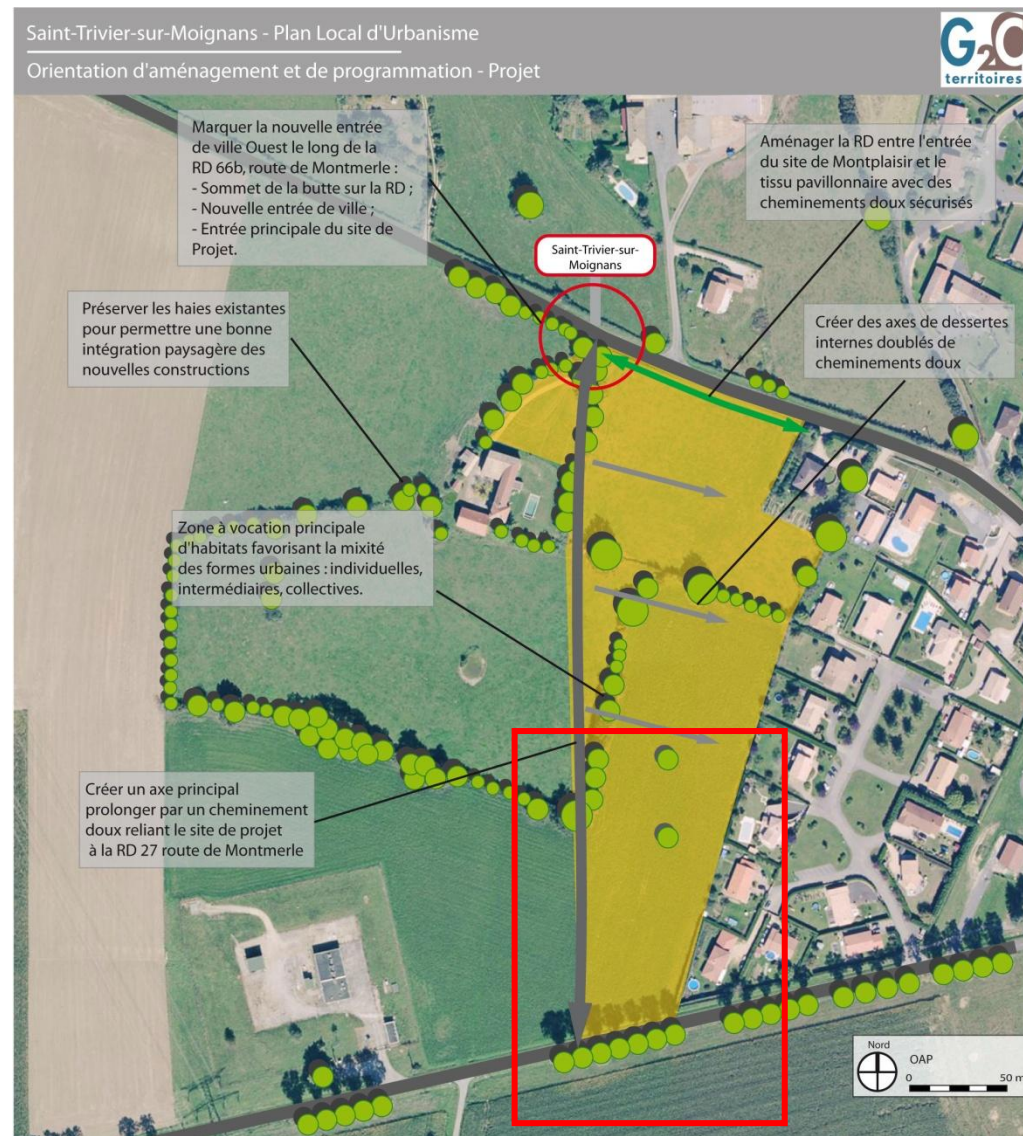 Saint-Trivier-sur-Moignans - Plan Local d'Urbanisme
Orientation d'aménagement et de programmation - Projet
G2C
territoires
Marquer la nouvelle entrée
de ville Ouest le long de la
RD 66b, route de Montmerle :
- Sommet de la butte sur la RD ;
- Nouvelle entrée de ville ;
- Entrée principale du site de
Projet.
Aménager la RD entre l'entrée
du site de Montplaisir et le
tissu pavillonnaire avec des
cheminements doux sécurisés
Saint-Trivier-sur-
Moignans
Préserver les haies existantes
pour permettre une bonne
intégration paysagère des
nouvelles constructions
Créer des axes de dessertes
internes doublés de
cheminements doux
Zone à vocation principale
d'habitats favorisant la mixité
des formes urbaines : individuelles,
intermédiaires, collectives.
Créer un axe principal
prolonger par un cheminement
doux reliant le site de projet
à la RD 27 route de Montmerle
Nord
OAP
0 50 m